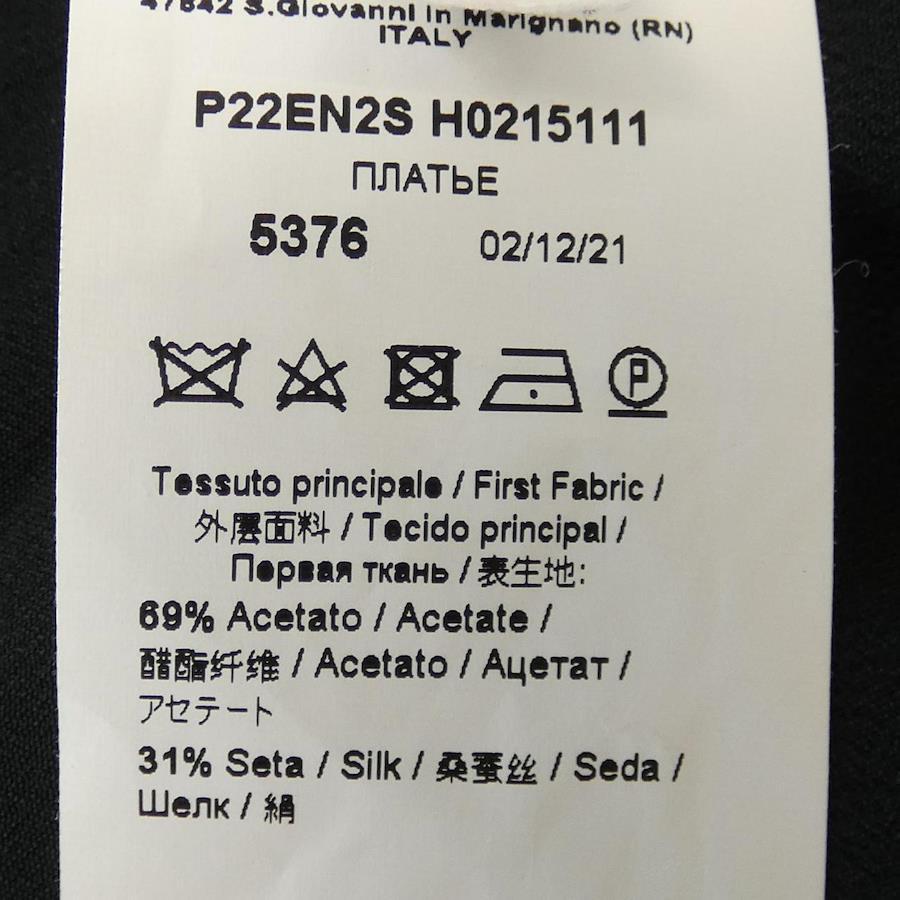 47842 S.Giovanni in Marignano (RN)
ITALY
P22EN2S H0215111
ПЛАТЬЕ
5376 02/12/21
P
Tessuto principale / First Fabric /
外层面料 / Tecido principal /
Первая ткань / 表生地:
69% Acetato / Acetate /
醋酯纤维 / Acetato / Ацетат /
アセテート
31% Seta / Silk / 桑蚕丝 / Seda /
Шелк / 絹